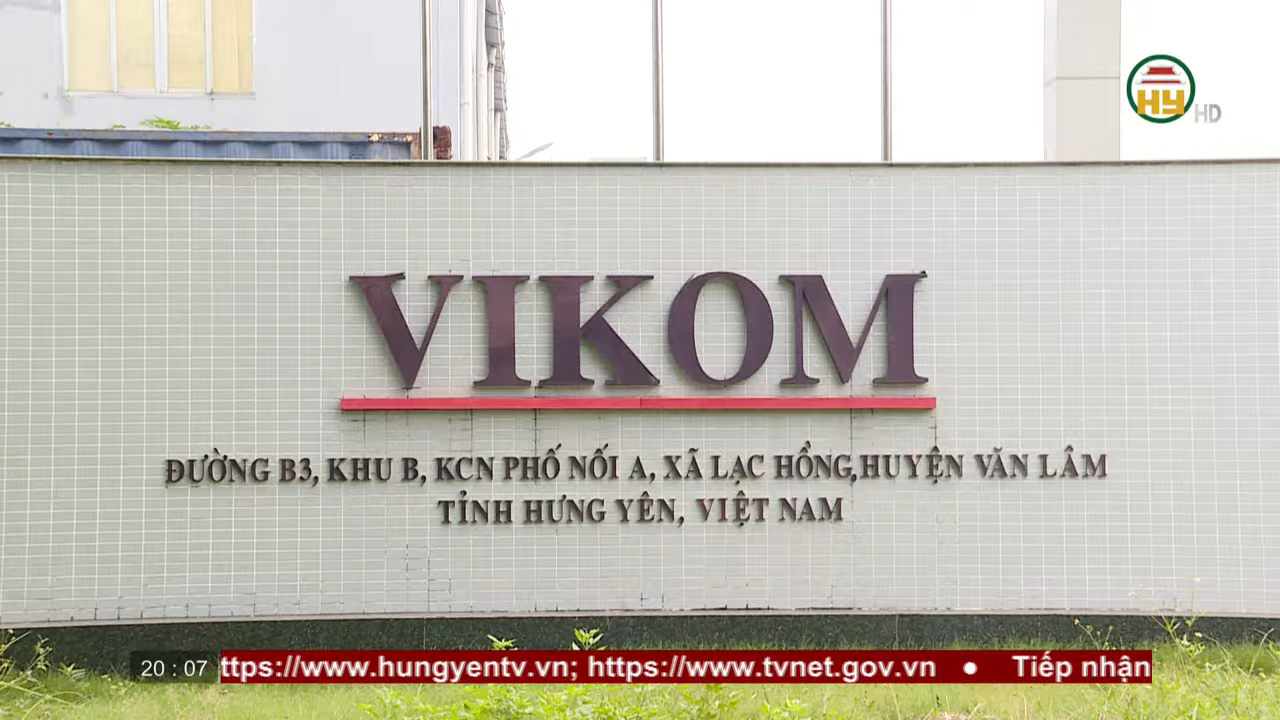 HY HD
VIKOM
ĐƯỜNG B3, KHU B, KCN PHỐ NỐI A, XÃ LẠC HỒNG,HUYỆN VĂN LÂM
TỈNH HƯNG YÊN, VIỆT NAM
20 : 07 ttps://www.hungyentv.vn; https://www.tvnet.gov.vn ● Tiếp nhận